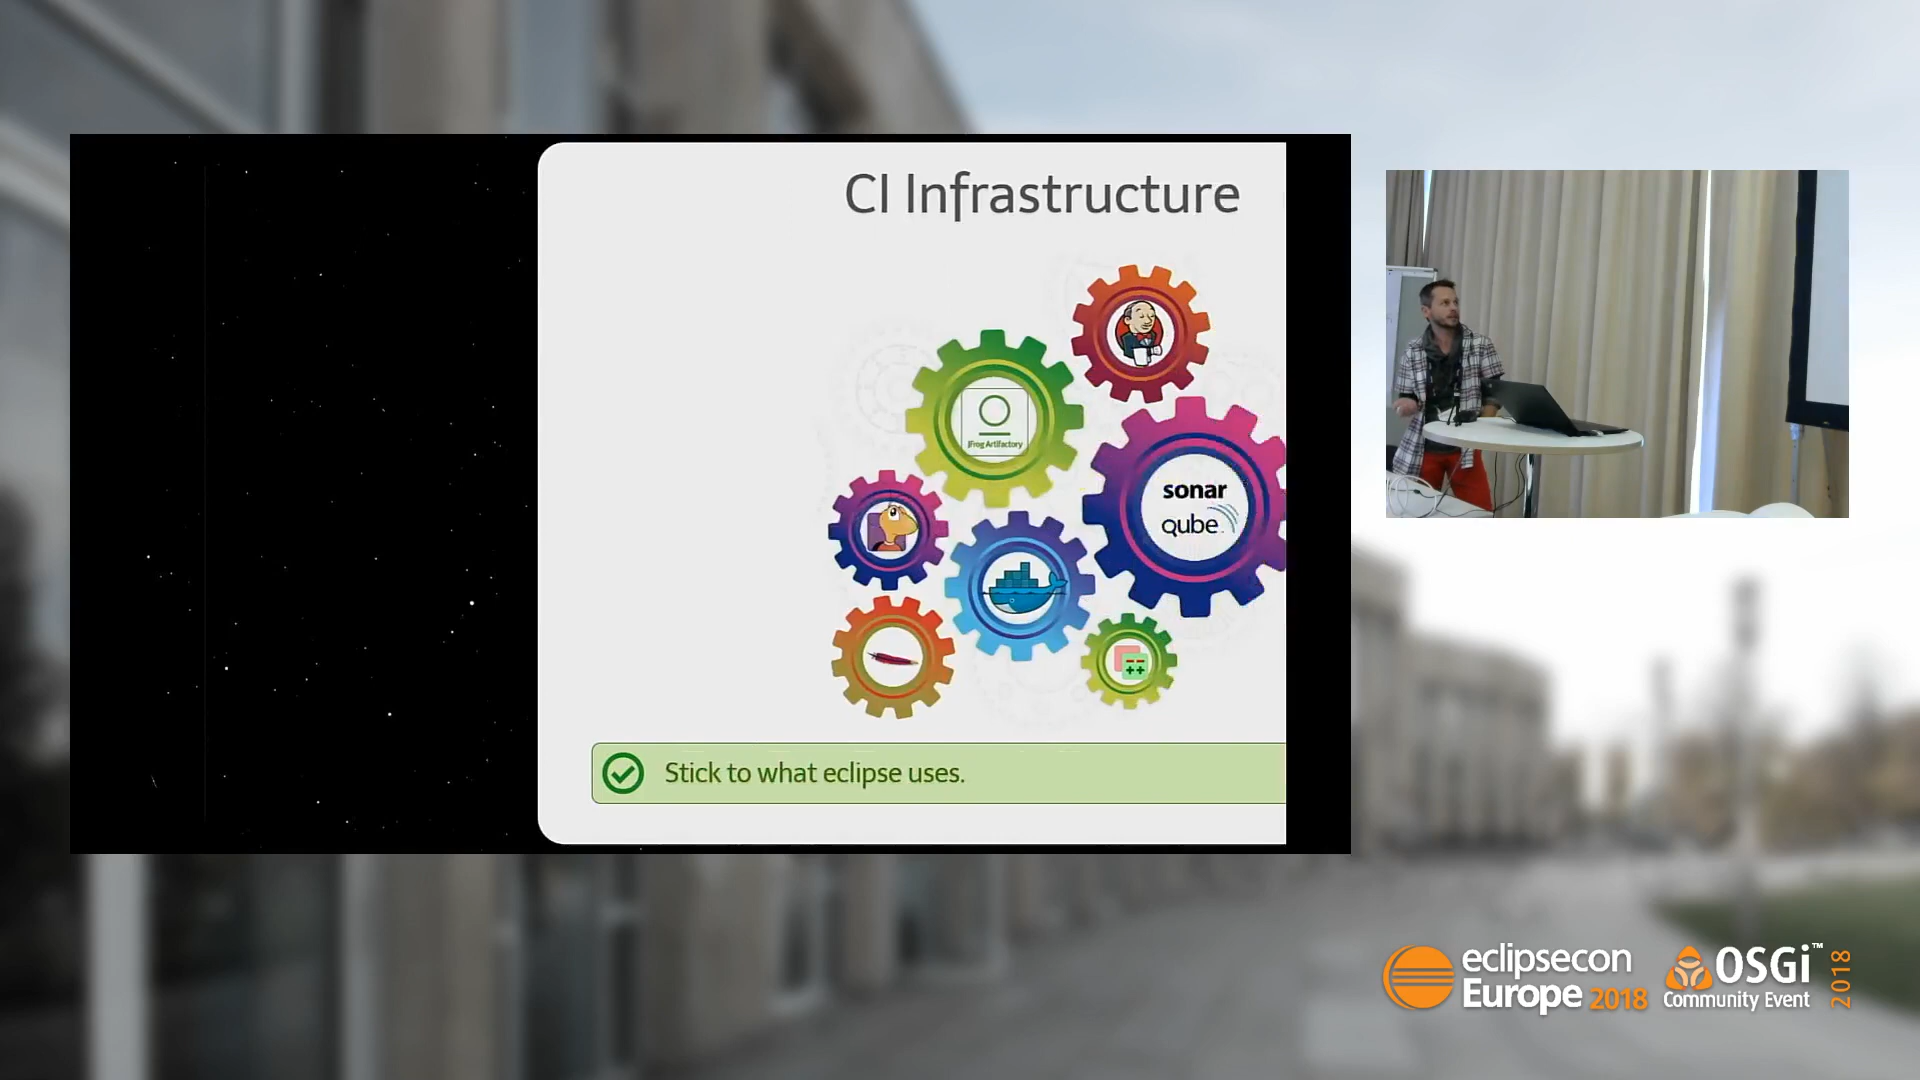 CI Infrastructure
JFrog Artifactory
sonar
qube
Stick to what eclipse uses.
eclipsecon
Europe 2018
OSGi™
Community Event
2018